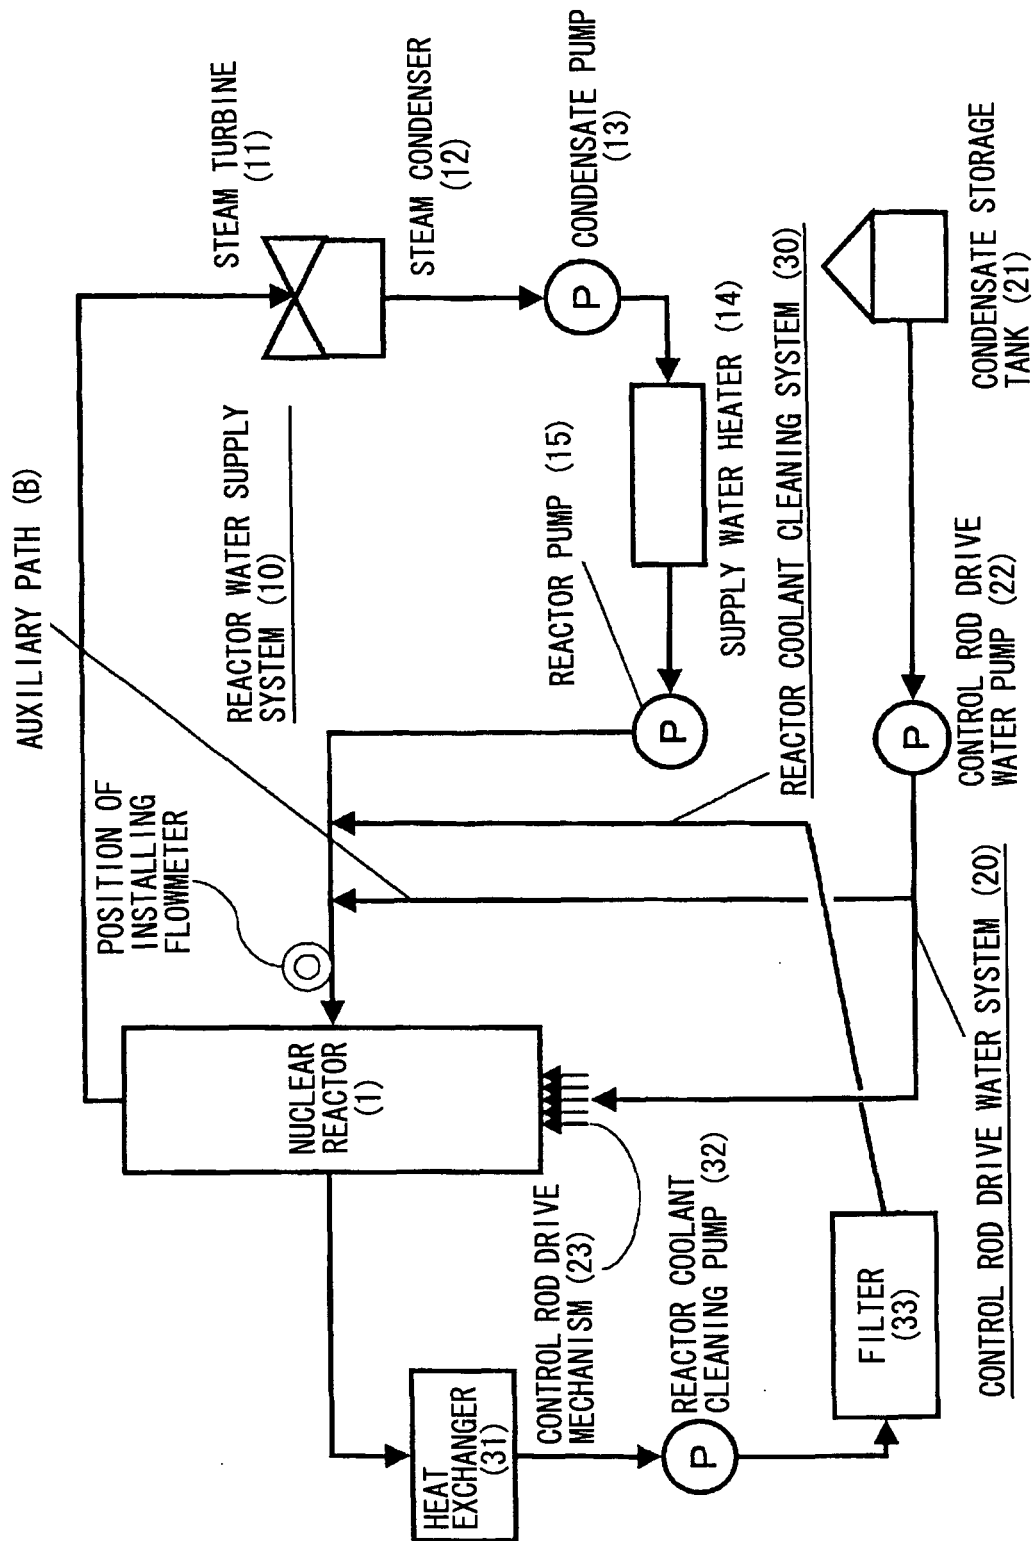 AUXILIARY PATH (B)
POSITION OF
INSTALLING
FLOWMETER
REACTOR WATER SUPPLY
SYSTEM (10)
STEAM TURBINE
(11)
STEAM CONDENSER
(12)
P
CONDENSATE PUMP
(13)
NUCLEAR
REACTOR
(1)
REACTOR PUMP (15)
P
SUPPLY WATER HEATER (14)
REACTOR COOLANT CLEANING SYSTEM (30)
HEAT
EXCHANGER
(31)
CONTROL ROD DRIVE
MECHANISM (23)
P
REACTOR COOLANT
CLEANING PUMP (32)
FILTER
(33)
P
CONTROL ROD DRIVE
WATER PUMP (22)
CONDENSATE STORAGE
TANK (21)
CONTROL ROD DRIVE WATER SYSTEM (20)